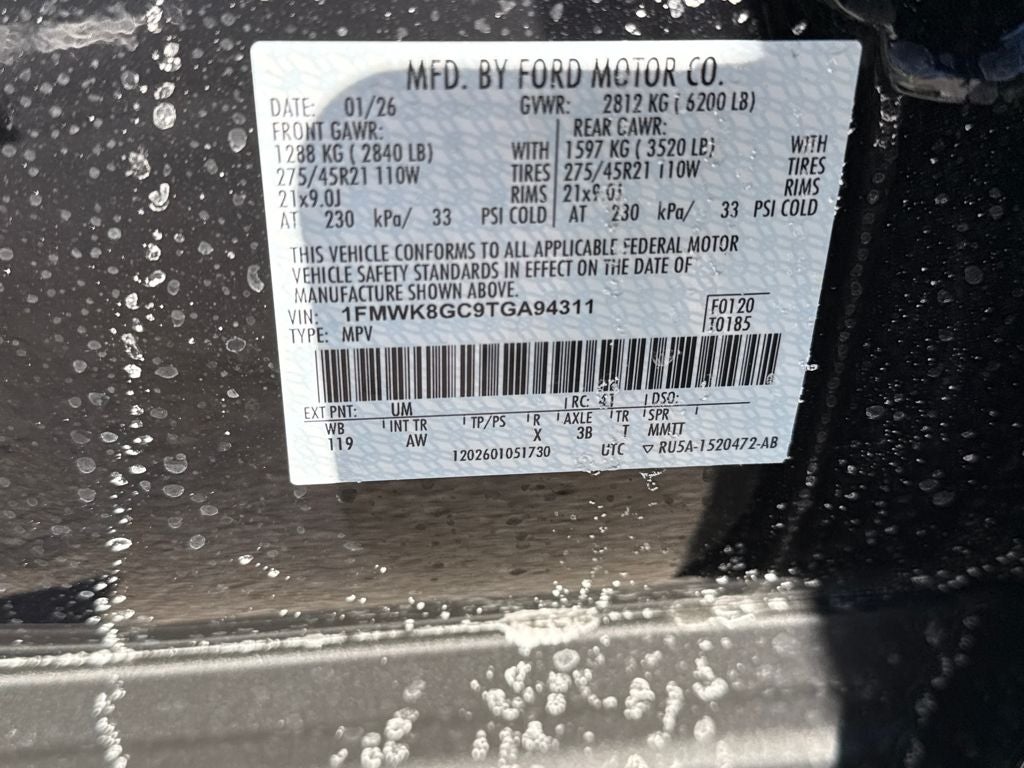 MFD. BY FORD MOTOR CO.
DATE: 01/26 GVWR: 2812 KG ( 6200 LB)
FRONT GAWR: REAR GAWR:
1288 KG ( 2840 LB) WITH 1597 KG ( 3520 LB) WITH
275/45R21 110W TIRES 275/45R21 110W TIRES
21x9.0J RIMS 21x9.0J RIMS
AT 230 kPa/ 33 PSI COLD AT 230 kPa/ 33 PSI COLD
THIS VEHICLE CONFORMS TO ALL APPLICABLE FEDERAL MOTOR
VEHICLE SAFETY STANDARDS IN EFFECT ON THE DATE OF
MANUFACTURE SHOWN ABOVE.
VIN: 1FMWK8GC9TGA94311 F0120
TYPE: MPV T0185
EXT PNT: UM RC: 41 DSO:
WB INT TR TP/PS R AXLE TR SPR
119 AW X 3B T MMTT
1202601051730 UTC ▽ RU5A-1520472-AB